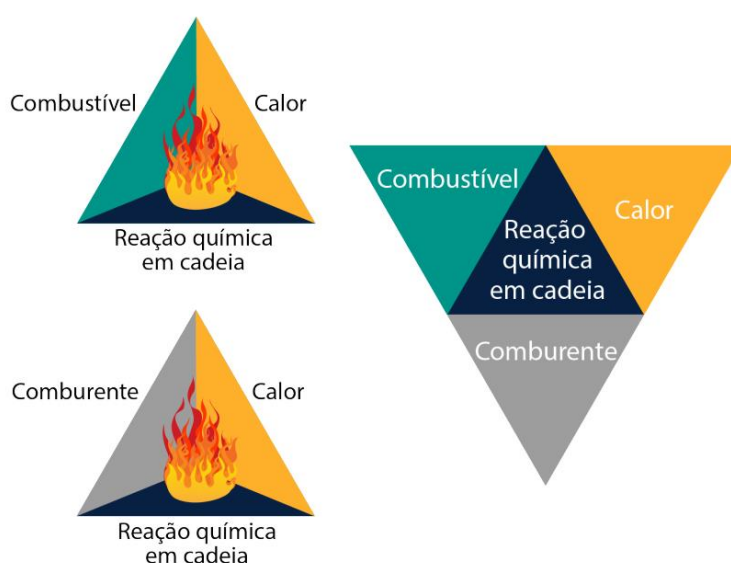 Combustível
Calor
Reação química
em cadeia
Comburente
Calor
Reação química
em cadeia
Combustível
Calor
Reação
química
em cadeia
Comburente